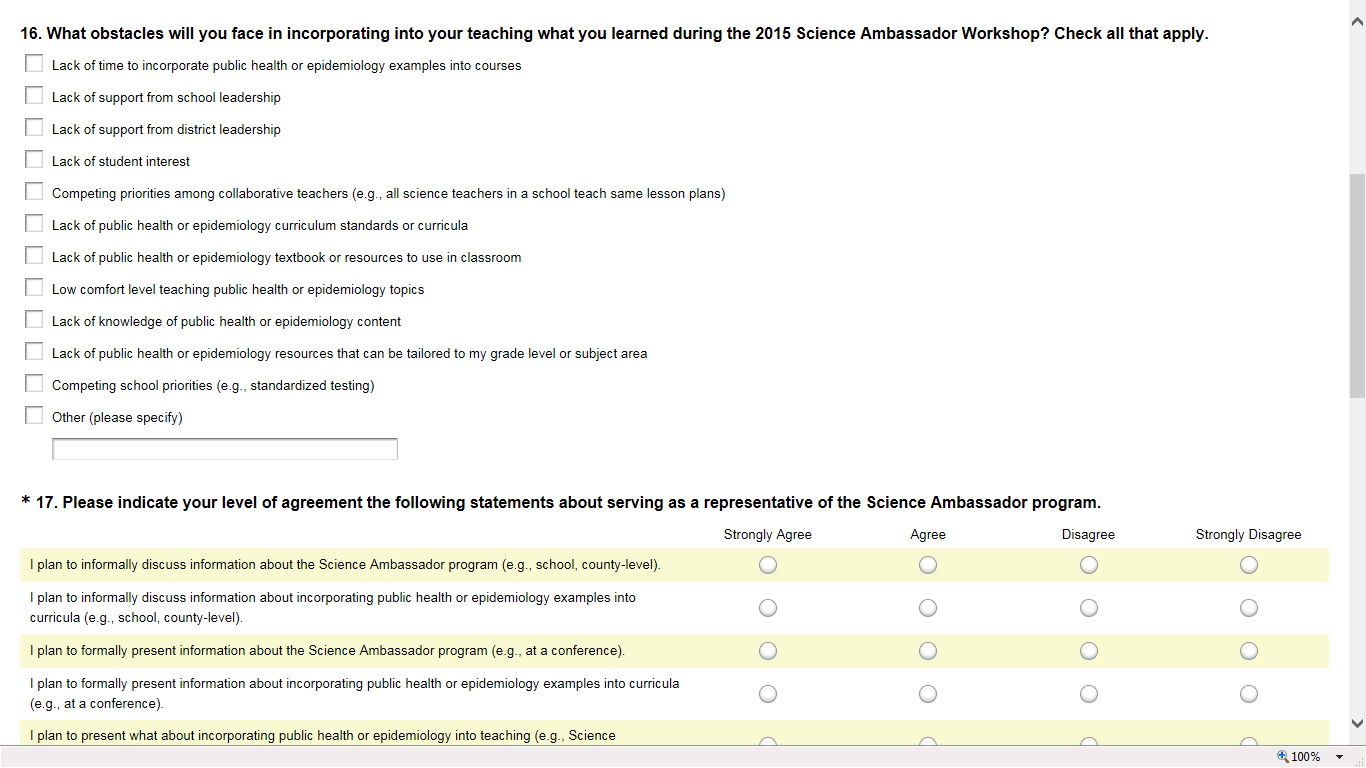 16. What obstacles will you face in incorporating into your teaching what you learned during the 2015 Science Ambassador Workshop? Check all that apply.
Lack of time to incorporate public health or epidemiology examples into courses
Lack of support from school leadership
Lack of support from district leadership
Lack of student interest
Competing priorities among collaborative teachers (e.g., all science teachers in a school teach same lesson plans)
Lack of public health or epidemiology curriculum standards or curricula
Lack of public health or epidemiology textbook or resources to use in classroom
Low comfort level teaching public health or epidemiology topics
Lack of knowledge of public health or epidemiology content
Lack of public health or epidemiology resources that can be tailored to my grade level or subject area
Competing school priorities (e.g., standardized testing)
Other (please specify)
* 17. Please indicate your level of agreement the following statements about serving as a representative of the Science Ambassador program.
Strongly Agree Agree Disagree Strongly Disagree
I plan to informally discuss information about the Science Ambassador program (e.g., school, county-level).
I plan to informally discuss information about incorporating public health or epidemiology examples into
curricula (e.g., school, county-level).
I plan to formally present information about the Science Ambassador program (e.g., at a conference).
I plan to formally present information about incorporating public health or epidemiology examples into curricula
(e.g., at a conference).
I plan to present what about incorporating public health or epidemiology into teaching (e.g., Science
100%